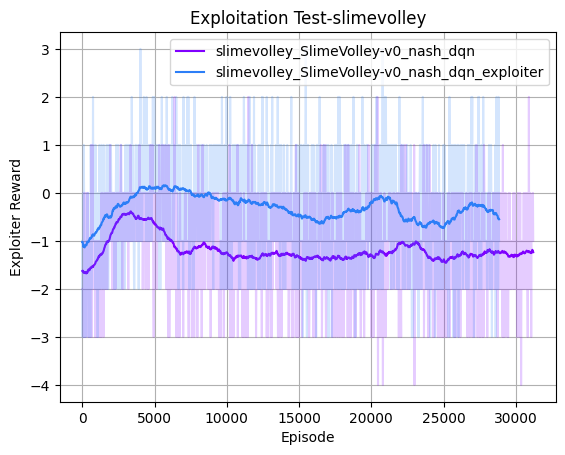 Exploitation Test-slimevolley
slimevolley_SlimeVolley-v0_nash_dqn
slimevolley_SlimeVolley-v0_nash_dqn_exploiter
Exploiter Reward
3
2
1
0
−1
−2
−3
−4
0 5000 10000 15000 20000 25000 30000
Episode